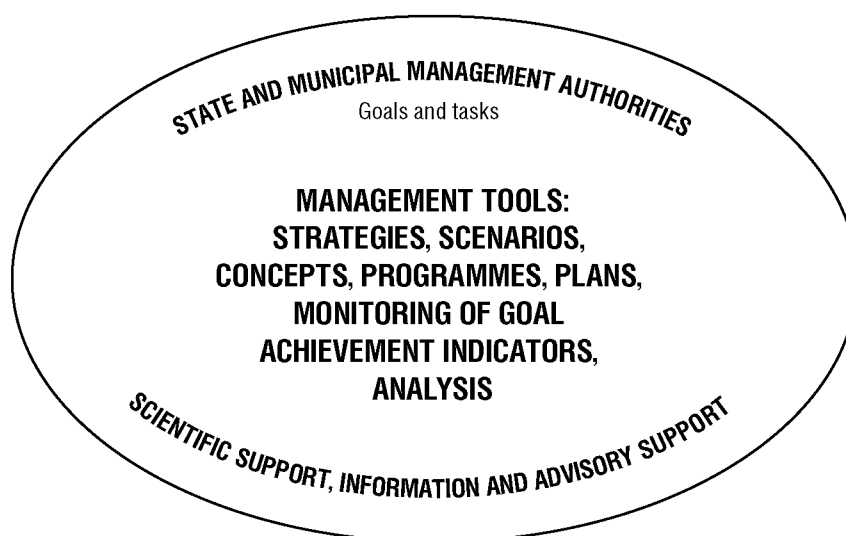 STATE AND MUNICIPAL MANAGEMENT AUTHORITIES
Goals and tasks
MANAGEMENT TOOLS:
STRATEGIES, SCENARIOS,
CONCEPTS, PROGRAMMES, PLANS,
MONITORING OF GOAL
ACHIEVEMENT INDICATORS,
ANALYSIS
SCIENTIFIC SUPPORT, INFORMATION AND ADVISORY SUPPORT